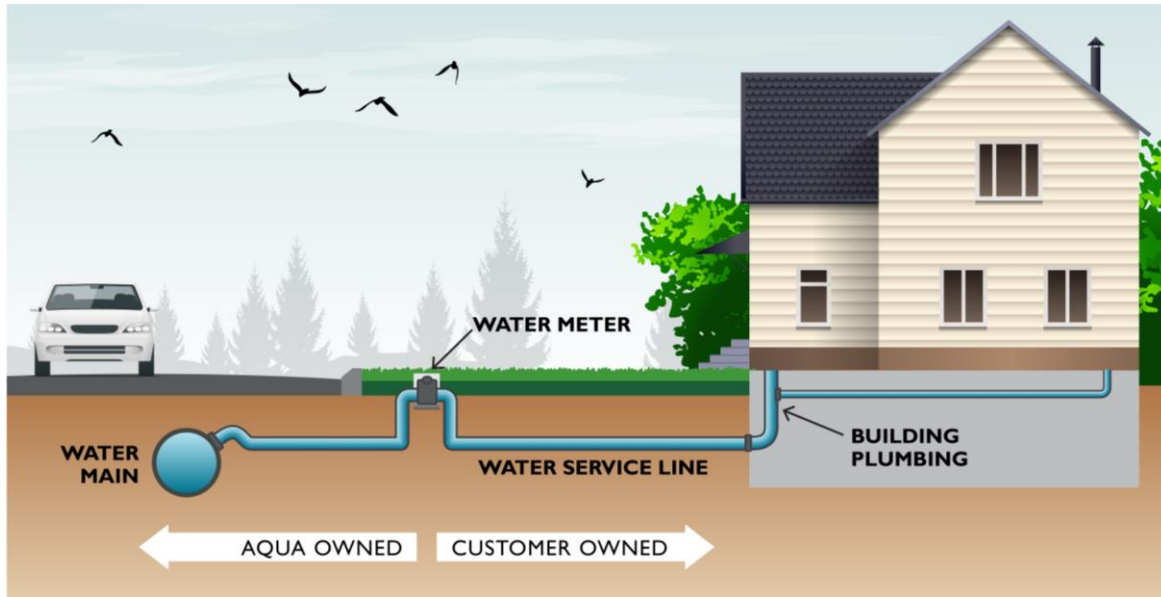 WATER METER
WATER
MAIN
WATER SERVICE LINE
BUILDING
PLUMBING
AQUA OWNED
CUSTOMER OWNED